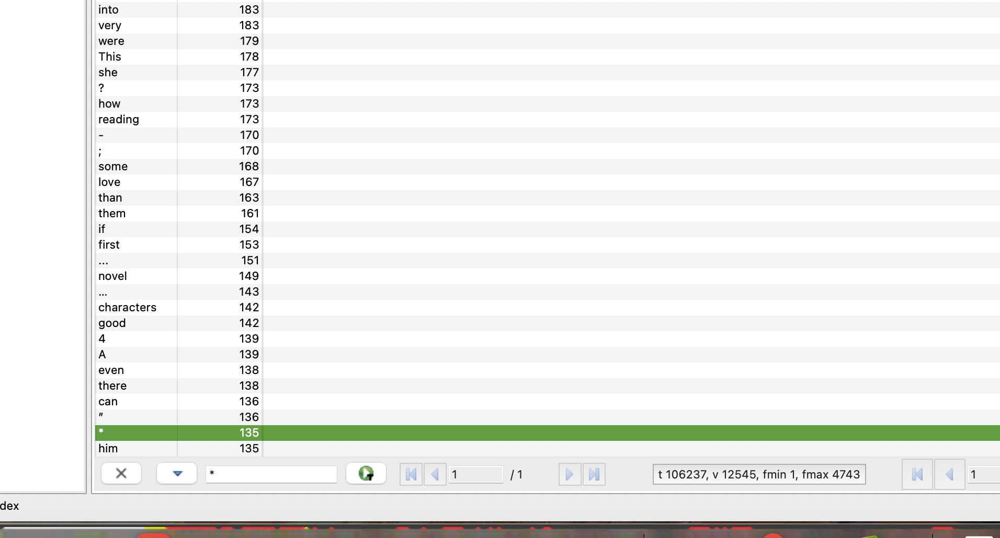 into 183
very 183
were 179
This 178
she 177
? 173
how 173
reading 173
- 170
; 170
some 168
love 167
than 163
them 161
if 154
first 153
... 151
novel 149
… 143
characters 142
good 142
4 139
A 139
even 138
there 138
can 136
" 136
* 135
him 135
* 1 / 1 t 106237, v 12545, fmin 1, fmax 4743 1
dex